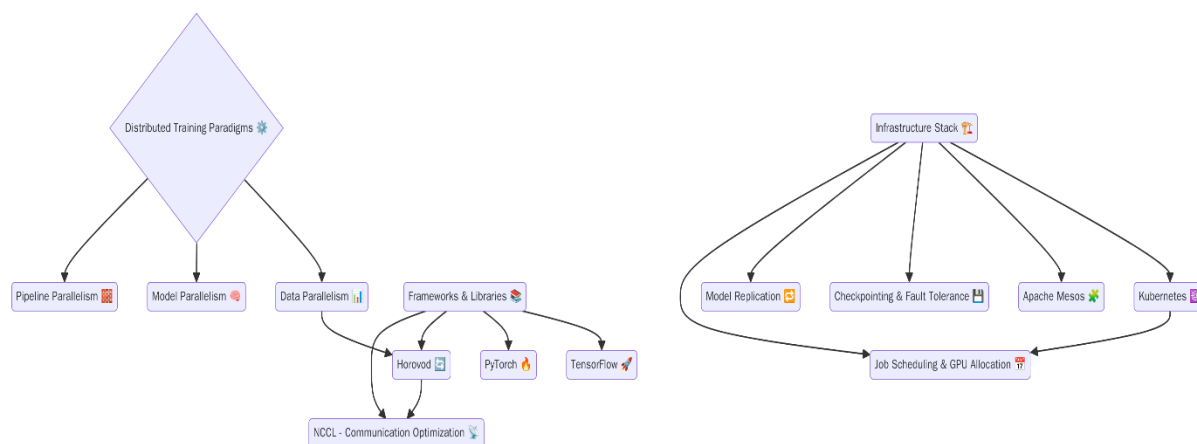 Distributed Training Paradigms ⚙️
Infrastructure Stack 🏗️
Pipeline Parallelism 🧱
Model Parallelism 🧠
Data Parallelism 📊
Frameworks & Libraries 📚
Model Replication 🔁
Checkpointing & Fault Tolerance 💾
Apache Mesos 🧩
Kubernetes ☸️
Horovod 🔄
PyTorch 🔥
TensorFlow 🚀
Job Scheduling & GPU Allocation 📅
NCCL - Communication Optimization 📡